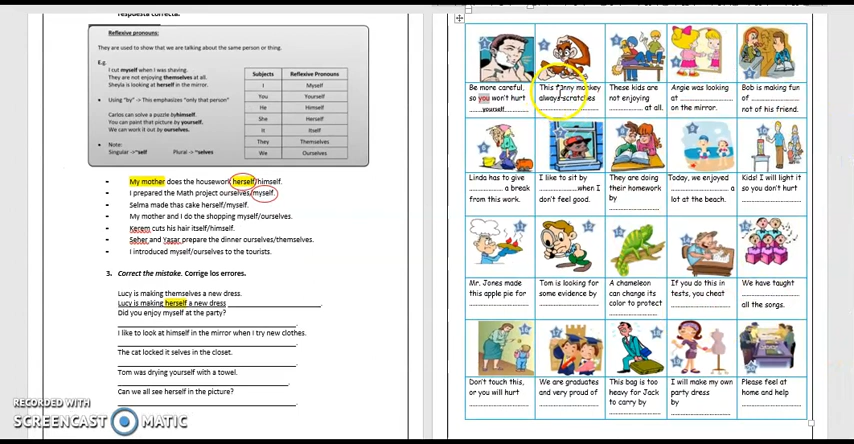 respuesta correcta.
Reflexive pronouns:
They are used to show that we are talking about the same person or thing.
E.g.
I cut myself when I was shaving.
They are not enjoying themselves at all.
Sheyla is looking at herself in the mirror.
Using "by" -> This emphasizes "only that person"
Carlos can solve a puzzle by himself.
You can paint that picture by yourself.
We can work it out by ourselves.
Note:
Singular ->"self Plural -> "selves
Subjects Reflexive Pronouns
I Myself
You Yourself
He Himself
She Herself
It Itself
They Themselves
We Ourselves
- My mother does the housework herself/himself.
- I prepared the Math project ourselves/myself.
- Selma made thas cake herself/myself.
- My mother and I do the shopping myself/ourselves.
- Kerem cuts his hair itself/himself.
- Seher and Yaşar prepare the dinner ourselves/themselves.
- I introduced myself/ourselves to the tourists.
3. Correct the mistake. Corrige los errores.
Lucy is making themselves a new dress.
Lucy is making herself a new dress
Did you enjoy myself at the party?
I like to look at himself in the mirror when I try new clothes.
The cat locked it selves in the closet.
Tom was drying yourself with a towel.
Can we all see herself in the picture?
RECORDED WITH
SCREENCAST MATIC
Be more careful,
so you won't hurt
yourself
This funny monkey
always scratches
These kids are
not enjoying
at all.
Angie was looking
at
on the mirror.
Bob is making fun
of
not of his friend.
Linda has to give
a break
from this work.
I like to sit by
when I
don't feel good.
They are doing
their homework
by
Today, we enjoyed
a
lot at the beach.
Kids! I will light it
so you don't hurt
Mr. Jones made
this apple pie for
Tom is looking for
some evidence by
A chameleon
can change its
color to protect
If you do this in
tests, you cheat
We have taught
all the songs.
Don't touch this,
or you will hurt
We are graduates
and very proud of
This bag is too
heavy for Jack
to carry by
I will make my own
party dress
by
Please feel at
home and help